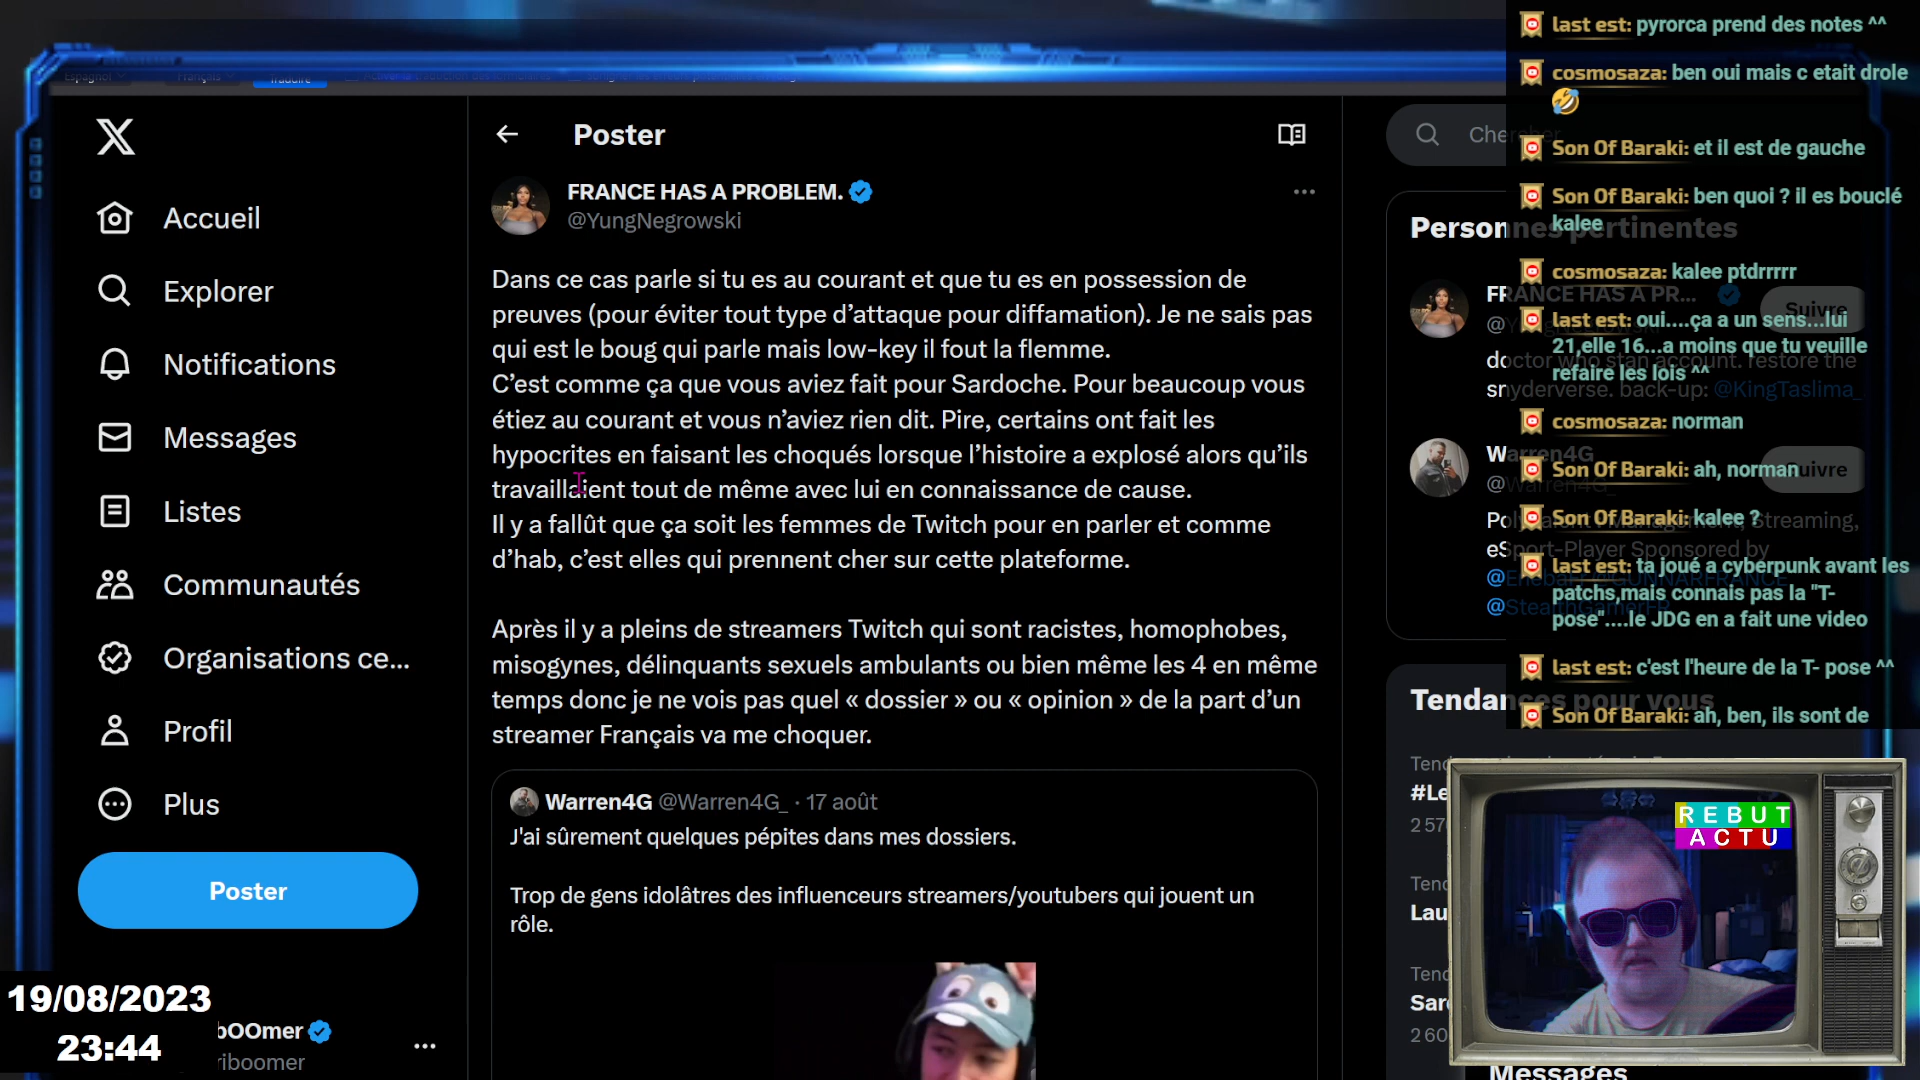 Espagnol
Français
Traduire
Accueil
Explorer
Notifications
Messages
Listes
Communautés
Organisations ce...
Profil
Plus
Poster
bOOmer
riboomer
19/08/2023
23:44
Poster
FRANCE HAS A PROBLEM.
@YungNegrowski
Dans ce cas parle si tu es au courant et que tu es en possession de
preuves (pour éviter tout type d’attaque pour diffamation). Je ne sais pas
qui est le boug qui parle mais low-key il fout la flemme.
C’est comme ça que vous aviez fait pour Sardoche. Pour beaucoup vous
étiez au courant et vous n’aviez rien dit. Pire, certains ont fait les
hypocrites en faisant les choqués lorsque l’histoire a explosé alors qu’ils
travaillaient tout de même avec lui en connaissance de cause.
Il y a fallût que ça soit les femmes de Twitch pour en parler et comme
d’hab, c’est elles qui prennent cher sur cette plateforme.
Après il y a pleins de streamers Twitch qui sont racistes, homophobes,
misogynes, délinquants sexuels ambulants ou bien même les 4 en même
temps donc je ne vois pas quel « dossier » ou « opinion » de la part d’un
streamer Français va me choquer.
Warren4G @Warren4G_ · 17 août
J'ai sûrement quelques pépites dans mes dossiers.
Trop de gens idolâtres des influenceurs streamers/youtubers qui jouent un
rôle.
Chercher
Personnes pertinentes
FRANCE HAS A PR...
Suivre
doctor who stan account. restore the
snyderverse. back-up: @KingTaslima_
Warren4G
@Warren4G_
Suivre
Streaming,
eSport-Player Sponsored by
@StealthGamerFR
Tendances pour vous
#Le
2 57
Lau
Sar
2 60
Messages
last est: pyrorca prend des notes ^^
cosmosaza: ben oui mais c etait drole
🤣
Son Of Baraki: et il est de gauche
Son Of Baraki: ben quoi ? il es bouclé
kalee
cosmosaza: kalee ptdrrrrr
last est: oui....ça a un sens...lui
21,elle 16...a moins que tu veuille
refaire les lois ^^
cosmosaza: norman
Son Of Baraki: ah, norman
Son Of Baraki: kalee ?
last est: ta joué a cyberpunk avant les
patchs,mais connais pas la "T-
pose"....le JDG en a fait une video
last est: c'est l'heure de la T- pose ^^
Son Of Baraki: ah, ben, ils sont de
REBUT
ACTU